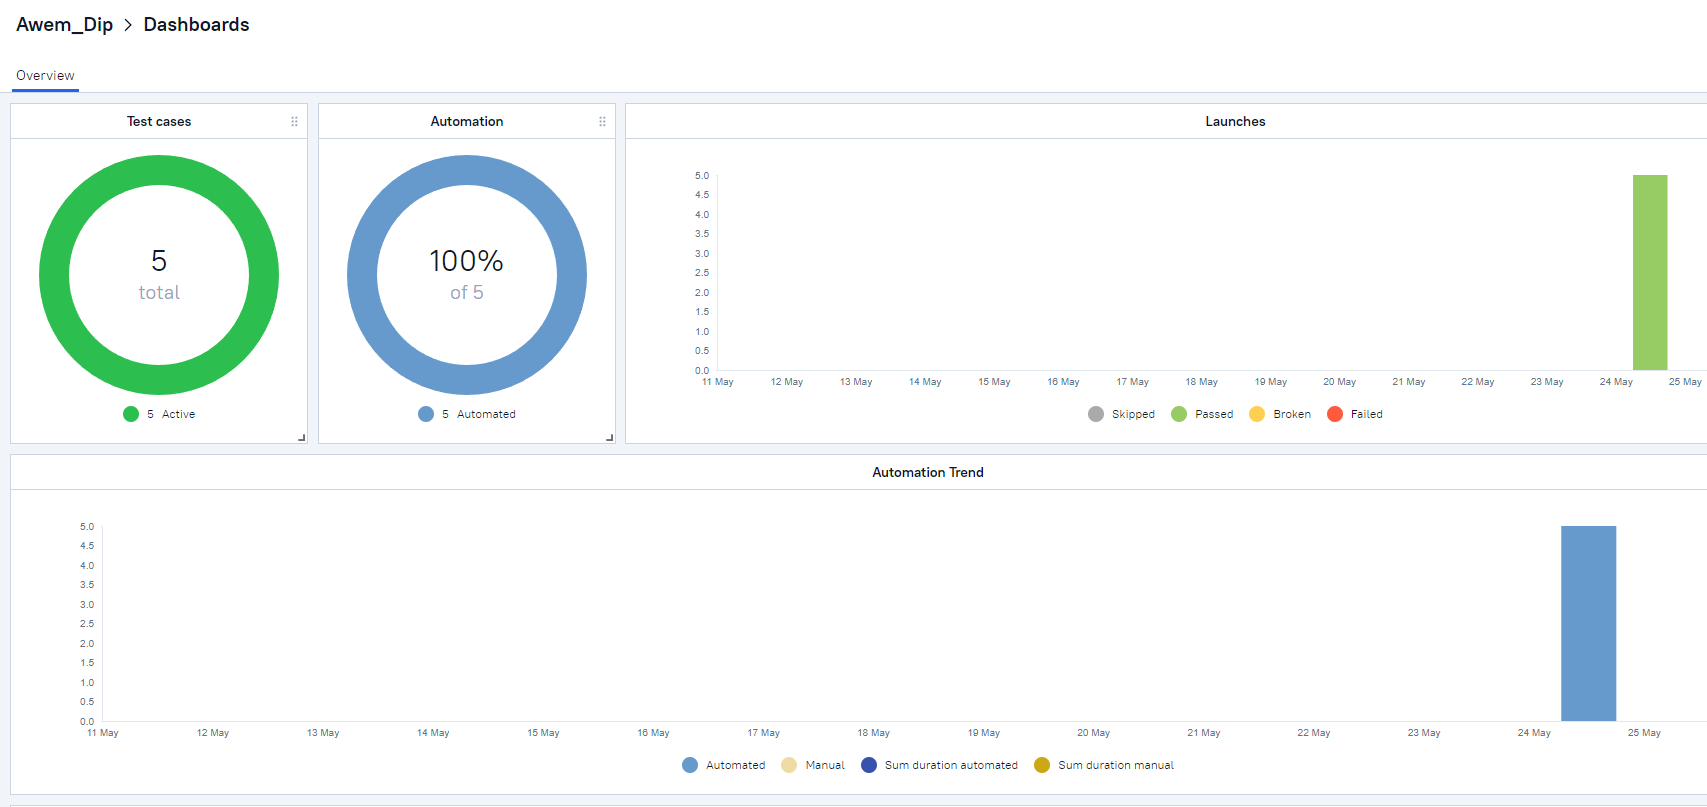 Awem_Dip > Dashboards
Overview
Test cases
5
total
5 Active
Automation
100%
of 5
5 Automated
Launches
5.0
4.5
4.0
3.5
3.0
2.5
2.0
1.5
1.0
0.5
0.0
11 May 12 May 13 May 14 May 15 May 16 May 17 May 18 May 19 May 20 May 21 May 22 May 23 May 24 May 25 May
Skipped Passed Broken Failed
Automation Trend
5.0
4.5
4.0
3.5
3.0
2.5
2.0
1.5
1.0
0.5
0.0
11 May 12 May 13 May 14 May 15 May 16 May 17 May 18 May 19 May 20 May 21 May 22 May 23 May 24 May 25 May
Automated Manual Sum duration automated Sum duration manual